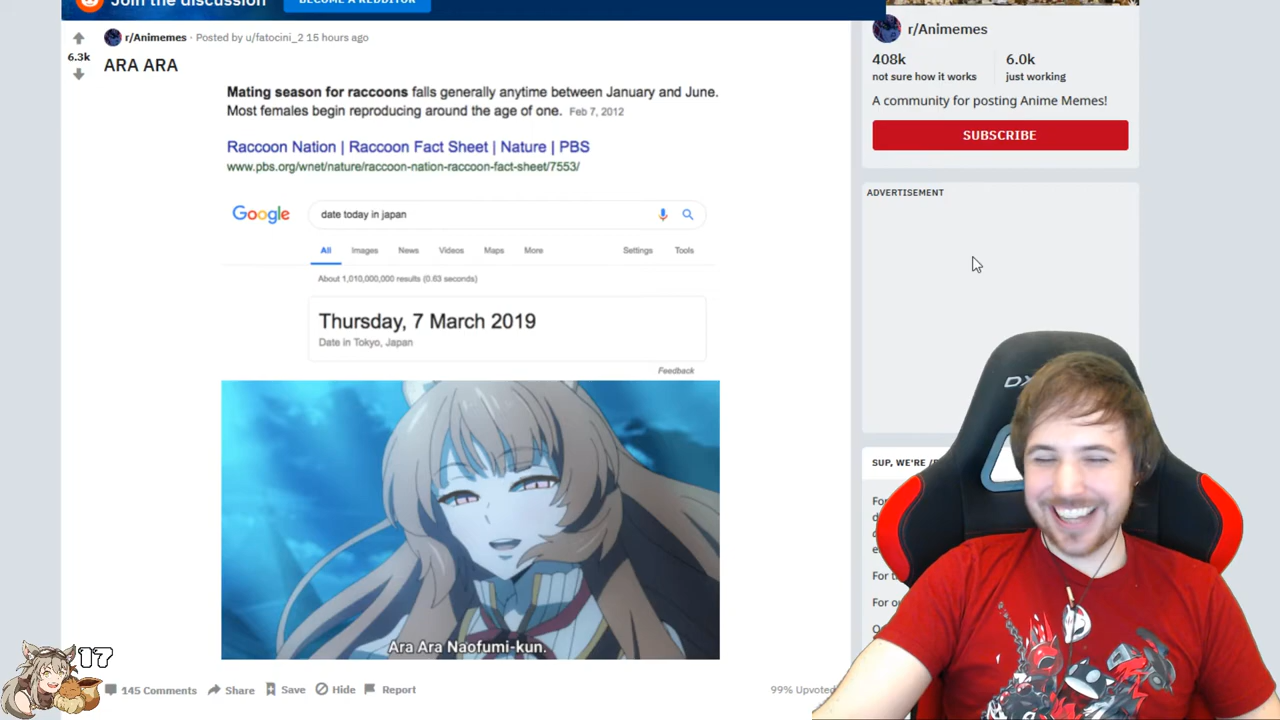 Join the discussion
BECOME A REDDITOR
r/Animemes · Posted by u/fatocini_2 15 hours ago
6.3k
ARA ARA
Mating season for raccoons falls generally anytime between January and June.
Most females begin reproducing around the age of one. Feb 7, 2012
Raccoon Nation | Raccoon Fact Sheet | Nature | PBS
www.pbs.org/wnet/nature/raccoon-nation-raccoon-fact-sheet/7553/
Google
date today in japan
All Images News Videos Maps More Settings Tools
About 1,010,000,000 results (0.63 seconds)
Thursday, 7 March 2019
Date in Tokyo, Japan
Feedback
Ara Ara Naofumi-kun.
17
145 Comments Share Save Hide Report
99% Upvoted
r/Animemes
408k 6.0k
not sure how it works just working
A community for posting Anime Memes!
SUBSCRIBE
ADVERTISEMENT
SUP, WE'RE